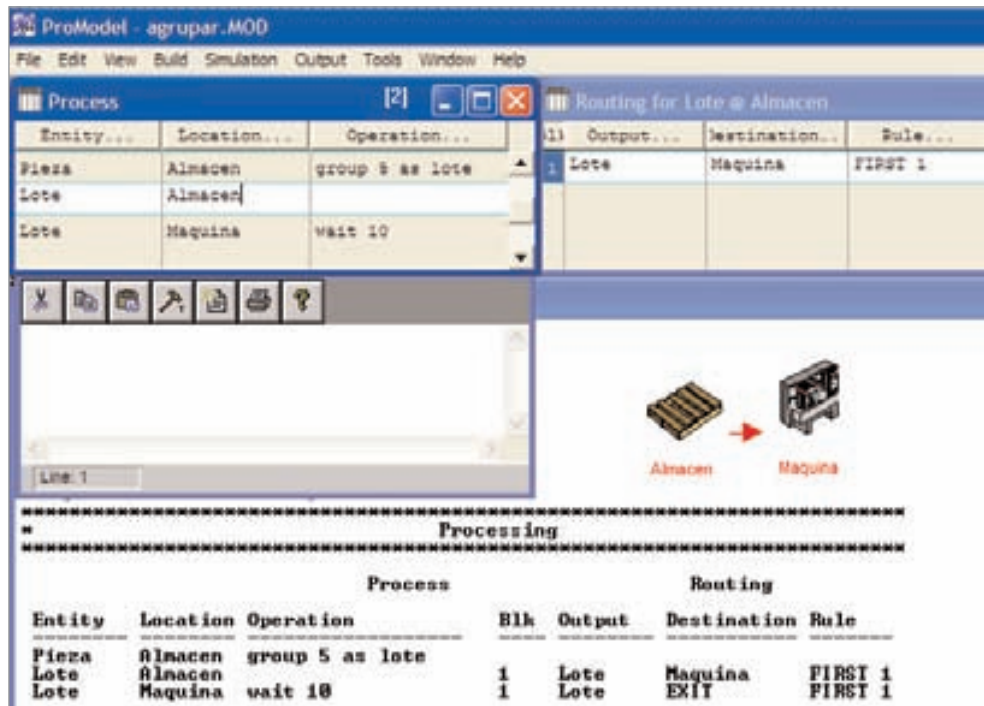 ProModel - agrupar.MOD
File Edit View Build Simulation Output Tools Window Help
Process [2]
Entity... Location... Operation...
Pieza Almacen group 5 as lote
Lote Almacen
Lote Maquina wait 10
Routing for Lote @ Almacen
Output... Destination... Rule...
1 Lote Maquina FIRST 1
Line: 1
Almacen Maquina
********************************************************************************
* Processing
********************************************************************************
Process Routing
Entity Location Operation Blk Output Destination Rule
Pieza Almacen group 5 as lote
Lote Almacen 1 Lote Maquina FIRST 1
Lote Maquina wait 10 1 Lote EXIT FIRST 1